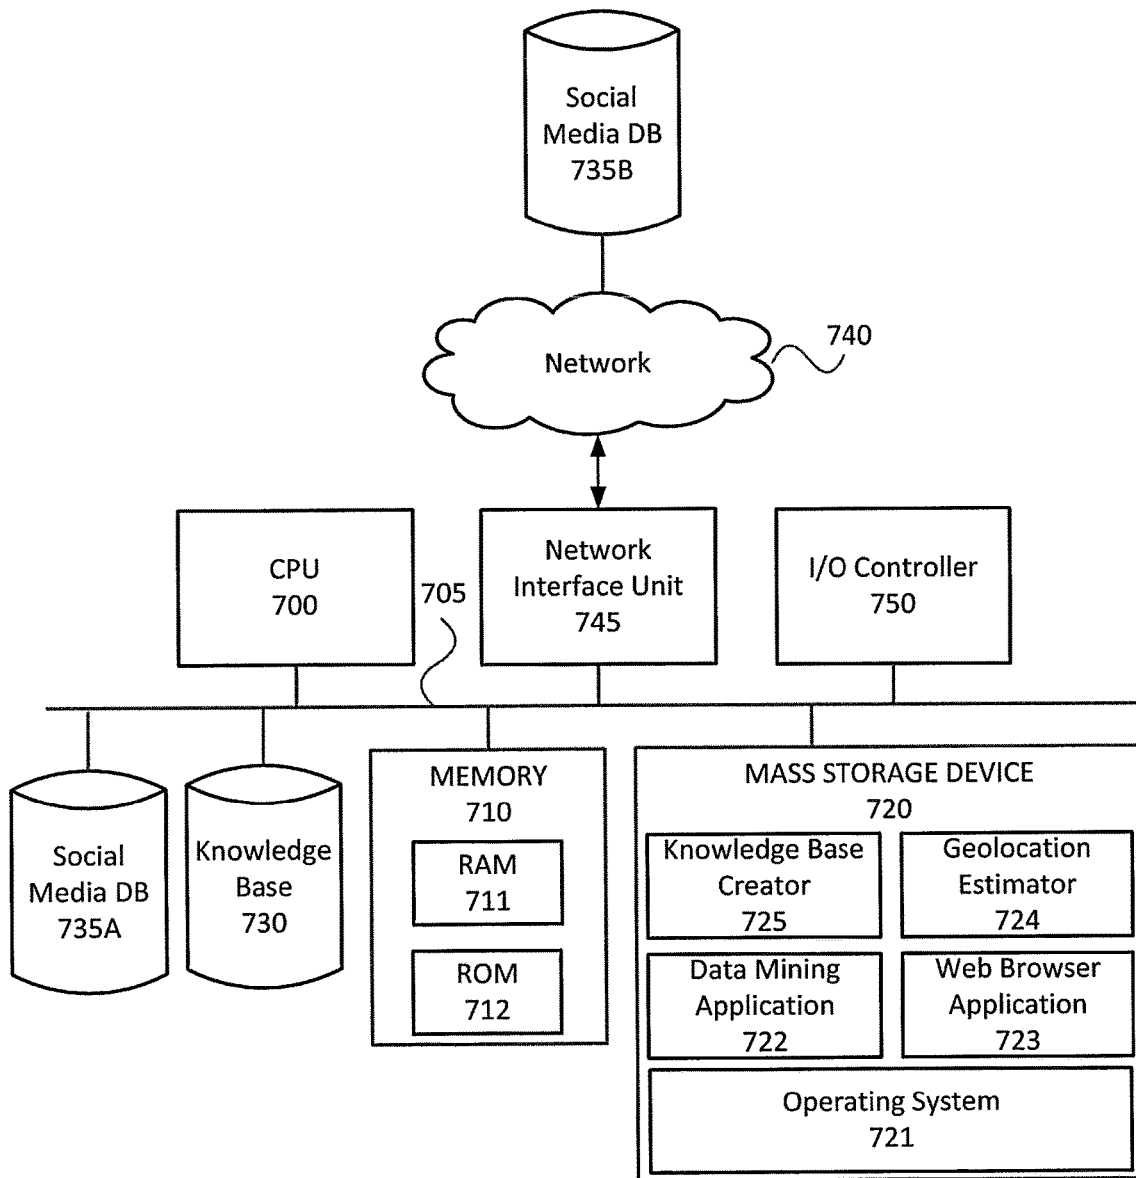 Social
Media DB
735B
Network
740
CPU
700
705
Network
Interface Unit
745
I/O Controller
750
Social
Media DB
735A
Knowledge
Base
730
MEMORY
710
RAM
711
ROM
712
MASS STORAGE DEVICE
720
Knowledge Base
Creator
725
Geolocation
Estimator
724
Data Mining
Application
722
Web Browser
Application
723
Operating System
721